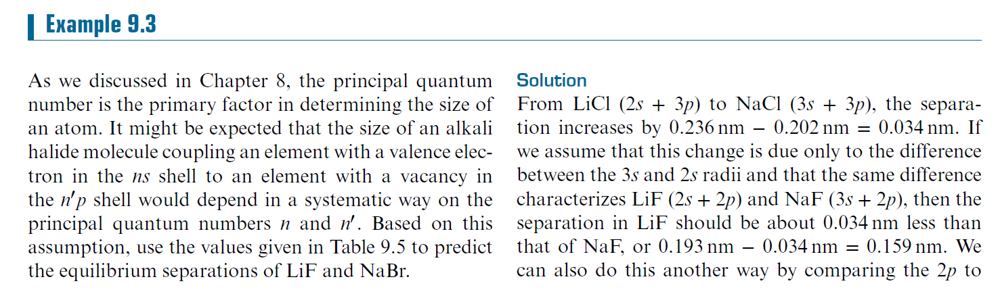 Example 9.3
As we discussed in Chapter 8, the principal quantum
number is the primary factor in determining the size of
an atom. It might be expected that the size of an alkali
halide molecule coupling an element with a valence elec-
tron in the ns shell to an element with a vacancy in
the n′p shell would depend in a systematic way on the
principal quantum numbers n and n′. Based on this
assumption, use the values given in Table 9.5 to predict
the equilibrium separations of LiF and NaBr.
Solution
From LiCl (2s + 3p) to NaCl (3s + 3p), the separa-
tion increases by 0.236 nm − 0.202 nm = 0.034 nm. If
we assume that this change is due only to the difference
between the 3s and 2s radii and that the same difference
characterizes LiF (2s + 2p) and NaF (3s + 2p), then the
separation in LiF should be about 0.034 nm less than
that of NaF, or 0.193 nm − 0.034 nm = 0.159 nm. We
can also do this another way by comparing the 2p to